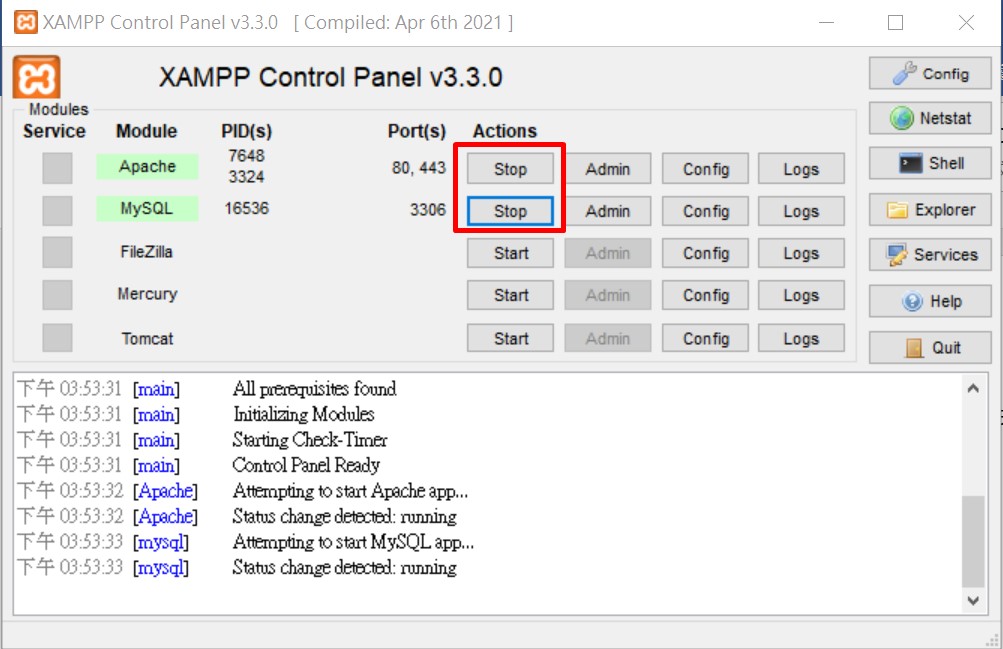 XAMPP Control Panel v3.3.0 [ Compiled: Apr 6th 2021 ]
XAMPP Control Panel v3.3.0
Config
Modules
Service Module PID(s) Port(s) Actions
Netstat
Apache 7648 3324 80, 443 Stop Admin Config Logs
Shell
MySQL 16536 3306 Stop Admin Config Logs
Explorer
FileZilla Start Admin Config Logs
Services
Mercury Start Admin Config Logs
Help
Tomcat Start Admin Config Logs
Quit
下午 03:53:31 [main] All prerequisites found
下午 03:53:31 [main] Initializing Modules
下午 03:53:31 [main] Starting Check-Timer
下午 03:53:31 [main] Control Panel Ready
下午 03:53:32 [Apache] Attempting to start Apache app...
下午 03:53:32 [Apache] Status change detected: running
下午 03:53:33 [mysql] Attempting to start MySQL app...
下午 03:53:33 [mysql] Status change detected: running